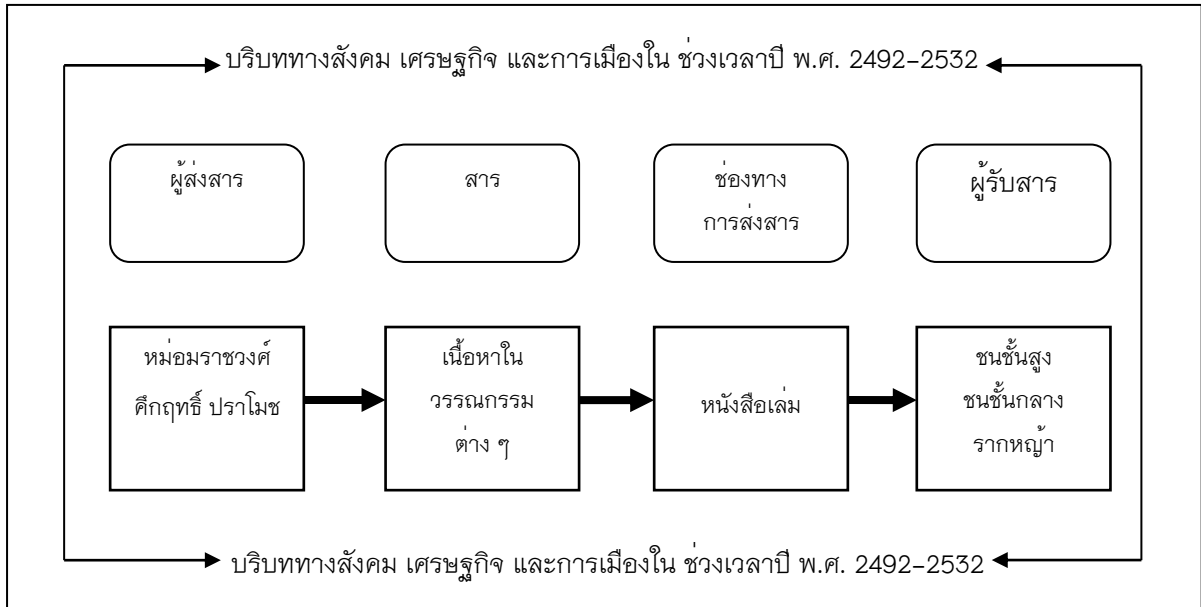 บริบททางสังคม เศรษฐกิจ และการเมืองใน ช่วงเวลาปี พ.ศ. 2492-2532
ผู้ส่งสาร
สาร
ช่องทาง
การส่งสาร
ผู้รับสาร
หม่อมราชวงศ์
คึกฤทธิ์ ปราโมช
เนื้อหาใน
วรรณกรรม
ต่าง ๆ
หนังสือเล่ม
ชนชั้นสูง
ชนชั้นกลาง
รากหญ้า
บริบททางสังคม เศรษฐกิจ และการเมืองใน ช่วงเวลาปี พ.ศ. 2492-2532